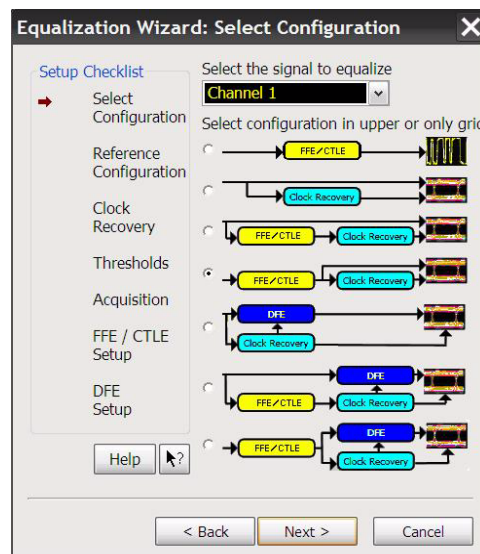 Equalization Wizard: Select Configuration
Setup Checklist
Select
Configuration
Reference
Configuration
Clock
Recovery
Thresholds
Acquisition
FFE / CTLE
Setup
DFE
Setup
Help
?
Select the signal to equalize
Channel 1
Select configuration in upper or only grid
FFE/CTLE
Clock Recovery
FFE/CTLE
Clock Recovery
FFE/CTLE
Clock Recovery
DFE
Clock Recovery
DFE
FFE/CTLE
Clock Recovery
DFE
FFE/CTLE
Clock Recovery
< Back
Next >
Cancel